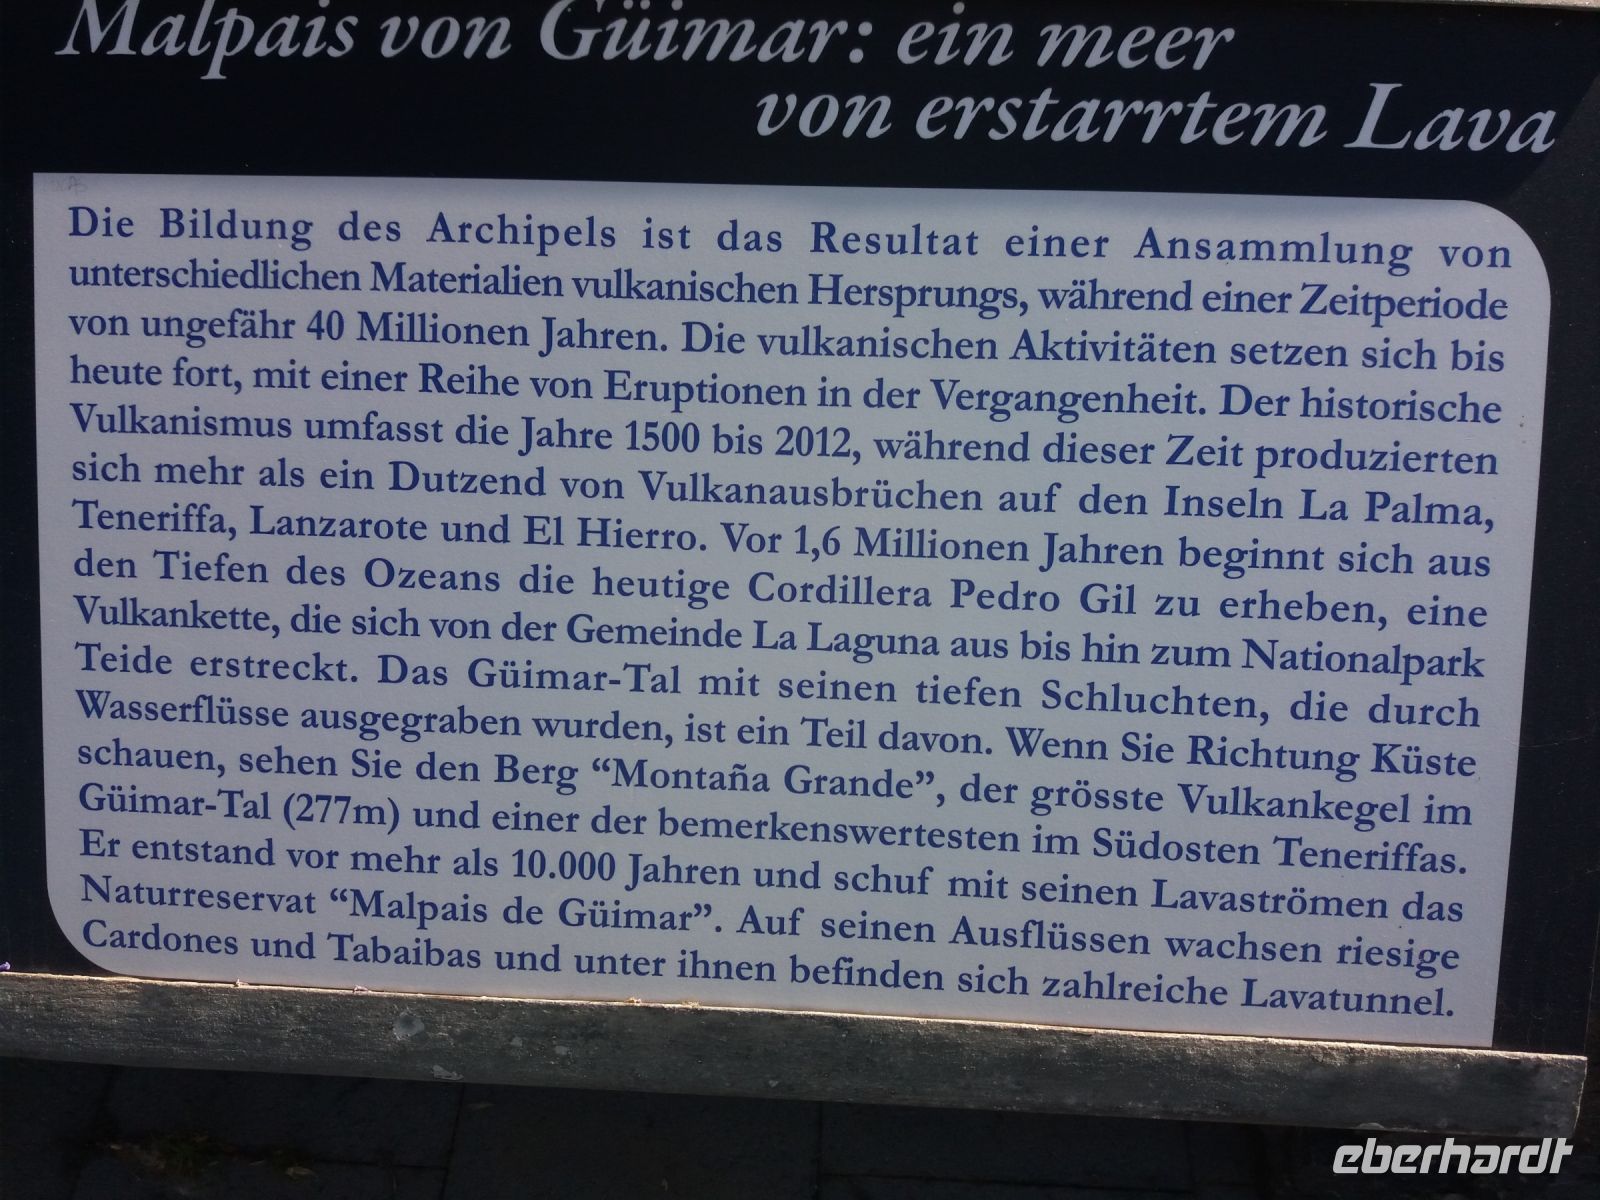 Malpais von Güimar: ein meer
von erstarrtem Lava
Die Bildung des Archipels ist das Resultat einer Ansammlung von
unterschiedlichen Materialien vulkanischen Hersprungs, während einer Zeitperiode
von ungefähr 40 Millionen Jahren. Die vulkanischen Aktivitäten setzen sich bis
heute fort, mit einer Reihe von Eruptionen in der Vergangenheit. Der historische
Vulkanismus umfasst die Jahre 1500 bis 2012, während dieser Zeit produzierten
sich mehr als ein Dutzend von Vulkanausbrüchen auf den Inseln La Palma,
Teneriffa, Lanzarote und El Hierro. Vor 1,6 Millionen Jahren beginnt sich aus
den Tiefen des Ozeans die heutige Cordillera Pedro Gil zu erheben, eine
Vulkankette, die sich von der Gemeinde La Laguna aus bis hin zum Nationalpark
Teide erstreckt. Das Güimar-Tal mit seinen tiefen Schluchten, die durch
Wasserflüsse ausgegraben wurden, ist ein Teil davon. Wenn Sie Richtung Küste
schauen, sehen Sie den Berg “Montaña Grande”, der grösste Vulkankegel im
Güimar-Tal (277m) und einer der bemerkenswertesten im Südosten Teneriffas.
Er entstand vor mehr als 10.000 Jahren und schuf mit seinen Lavaströmen das
Naturreservat “Malpais de Güimar”. Auf seinen Ausflüssen wachsen riesige
Cardones und Tabaibas und unter ihnen befinden sich zahlreiche Lavatunnel.
eberhardt